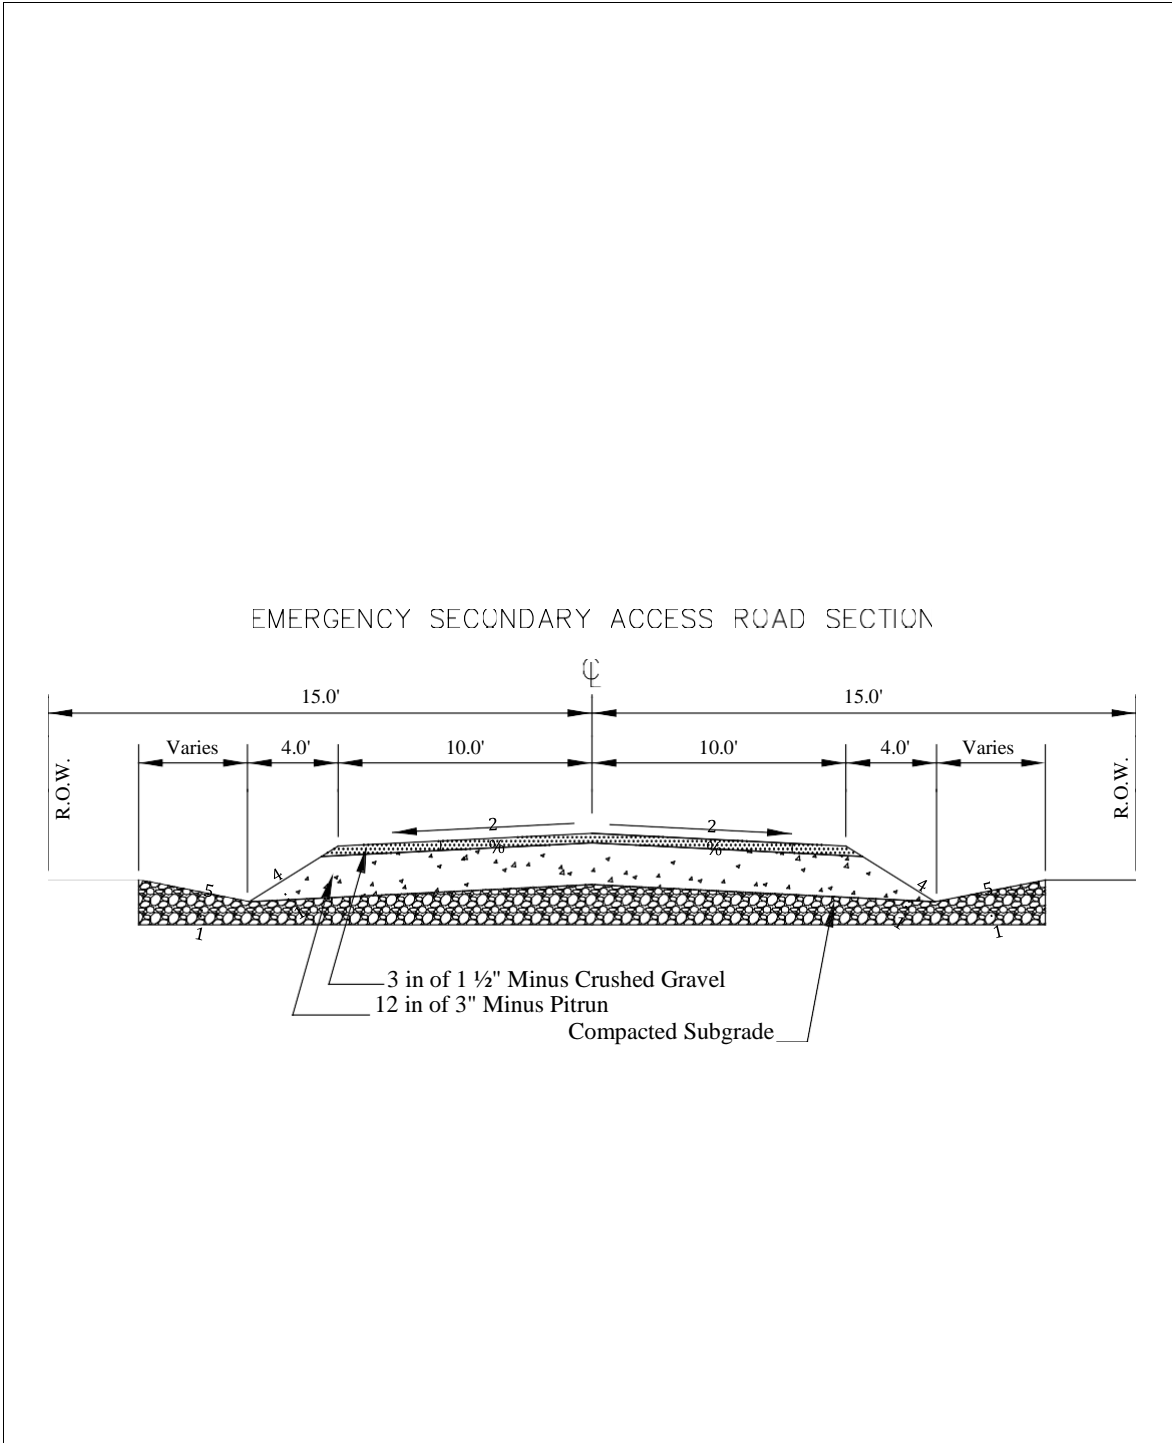 EMERGENCY SECONDARY ACCESS ROAD SECTION
℄
15.0' 15.0'
Varies 4.0' 10.0' 10.0' 4.0' Varies
R.O.W. R.O.W.
2 2
% %
4 4
5 5
: :
1 1 1 1
3 in of 1 ½" Minus Crushed Gravel
12 in of 3" Minus Pitrun
Compacted Subgrade